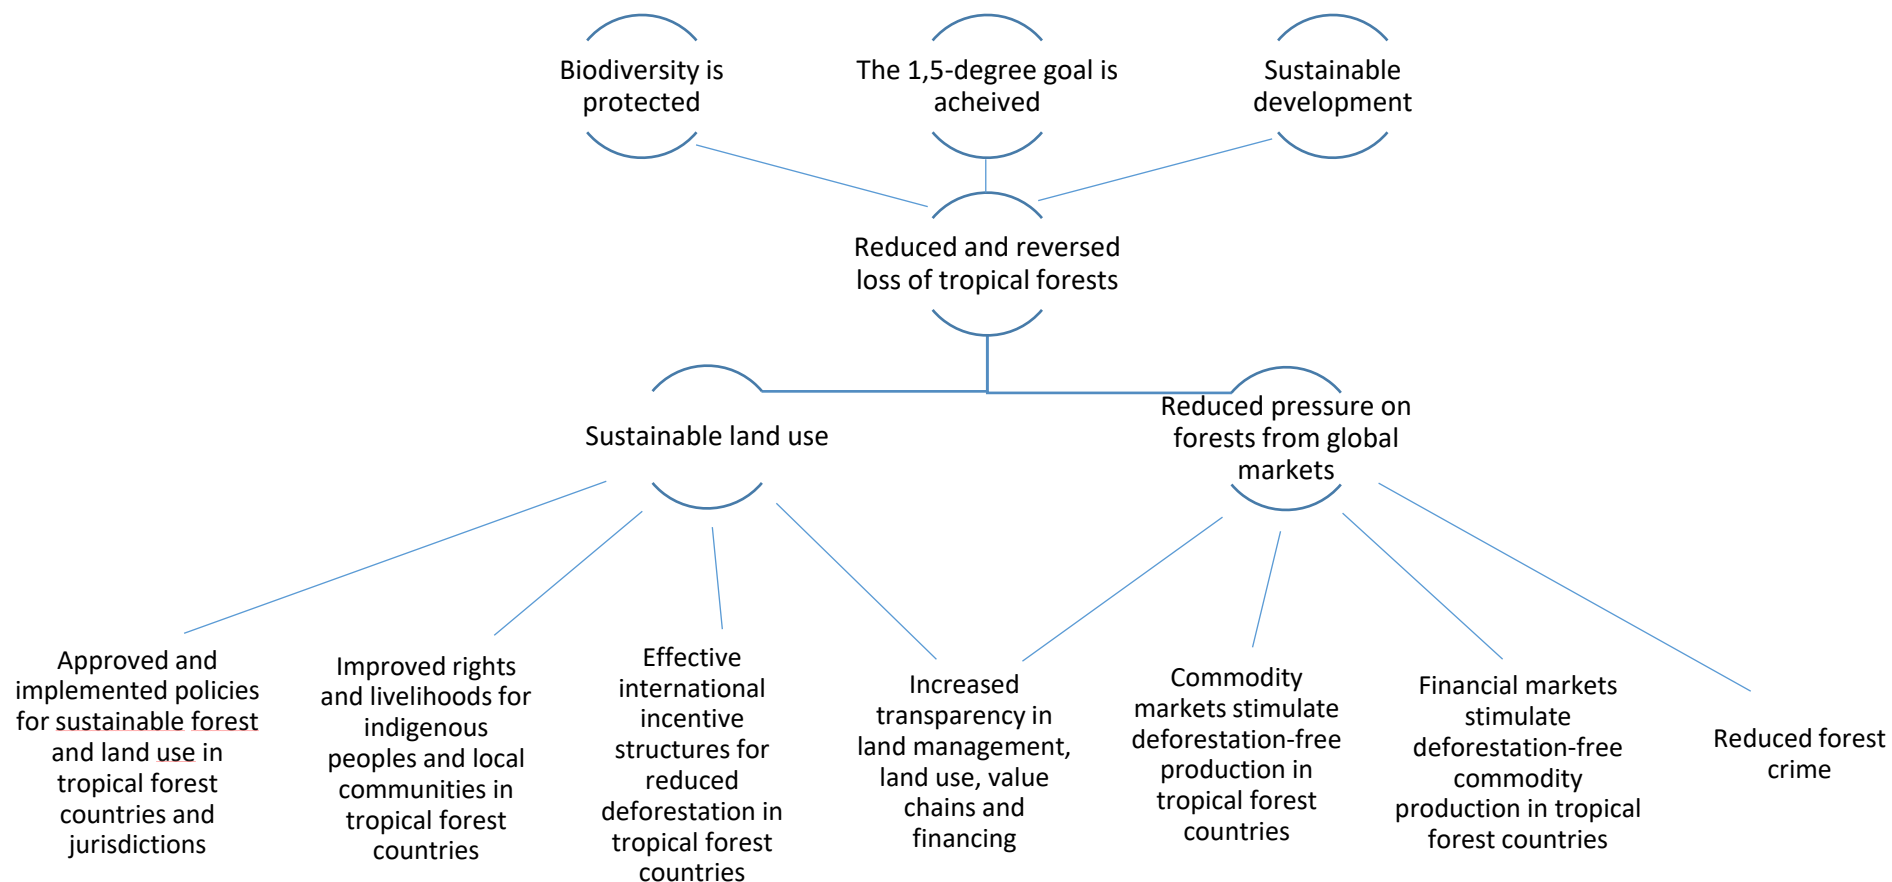 Biodiversity is
protected
The 1,5-degree goal is
acheived
Sustainable
development
Reduced and reversed
loss of tropical forests
Sustainable land use
Reduced pressure on
forests from global
markets
Approved and
implemented policies
for sustainable forest
and land use in
tropical forest
countries and
jurisdictions
Improved rights
and livelihoods for
indigenous
peoples and local
communities in
tropical forest
countries
Effective
international
incentive
structures for
reduced
deforestation in
tropical forest
countries
Increased
transparency in
land management,
land use, value
chains and
financing
Commodity
markets stimulate
deforestation-free
production in
tropical forest
countries
Financial markets
stimulate
deforestation-free
commodity
production in tropical
forest countries
Reduced forest
crime